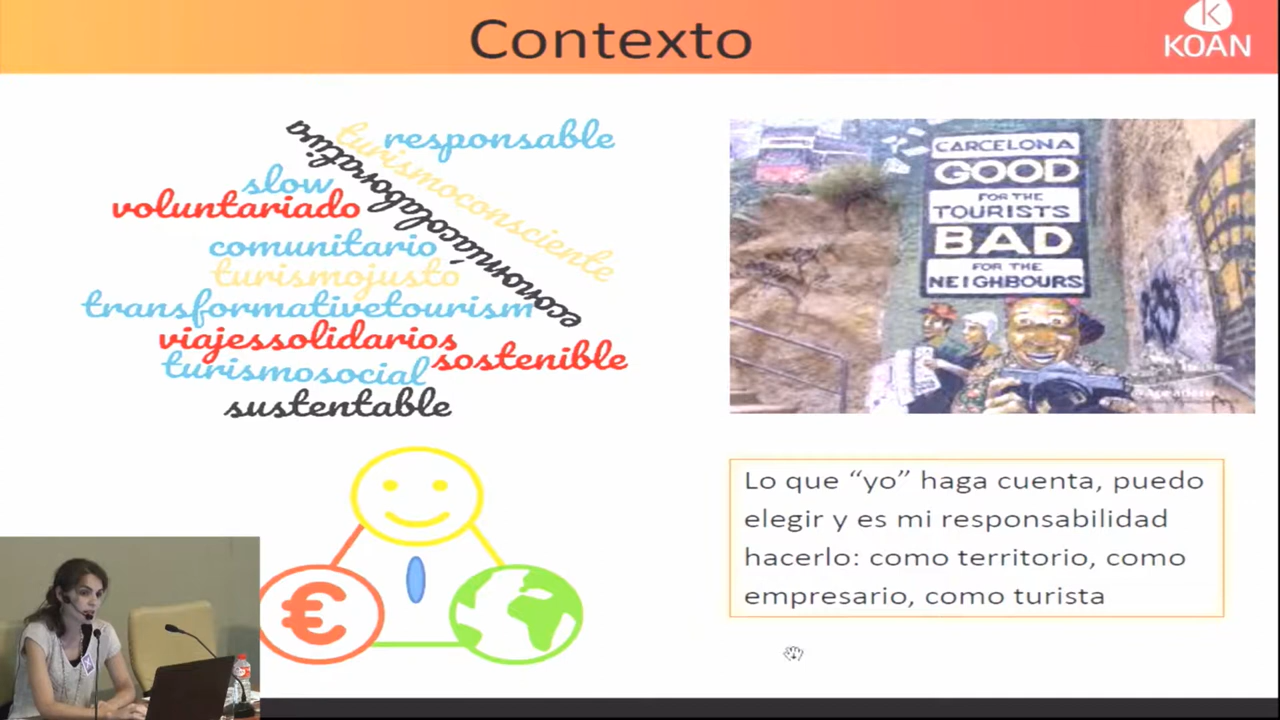 Contexto
K
KOAN
responsable
turismoconsciente
economíacolaborativa
slow
voluntariado
comunitario
turismojusto
transformativetourism
viajessolidarios
sostenible
turismosocial
sustentable
€
CARCELONA
GOOD
FOR THE
TOURISTS
BAD
FOR THE
NEIGHBOURS
Lo que “yo” haga cuenta, puedo
elegir y es mi responsabilidad
hacerlo: como territorio, como
empresario, como turista